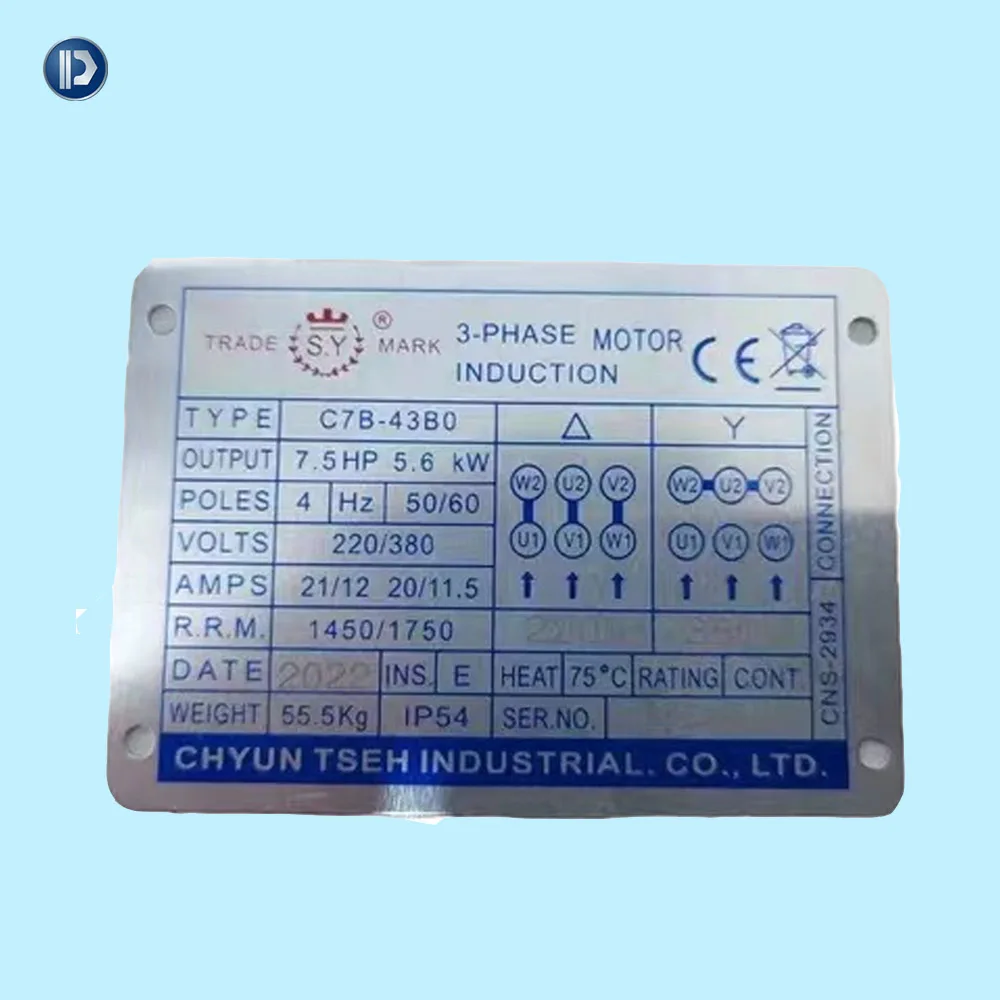 TRADE S.Y ® MARK 3-PHASE MOTOR
INDUCTION
CE
TYPE C7B-43B0 △ Y
OUTPUT 7.5HP 5.6 kW
W2 U2 V2 W2 U2 V2
POLES 4 Hz 50/60
VOLTS 220/380
U1 V1 W1 U1 V1 W1
AMPS 21/12 20/11.5
R.R.M. 1450/1750
DATE 2022 INS. E HEAT 75°C RATING CONT.
WEIGHT 55.5Kg IP54 SER.NO.
CONNECTION
CNS-2934
CHYUN TSEH INDUSTRIAL. CO., LTD.